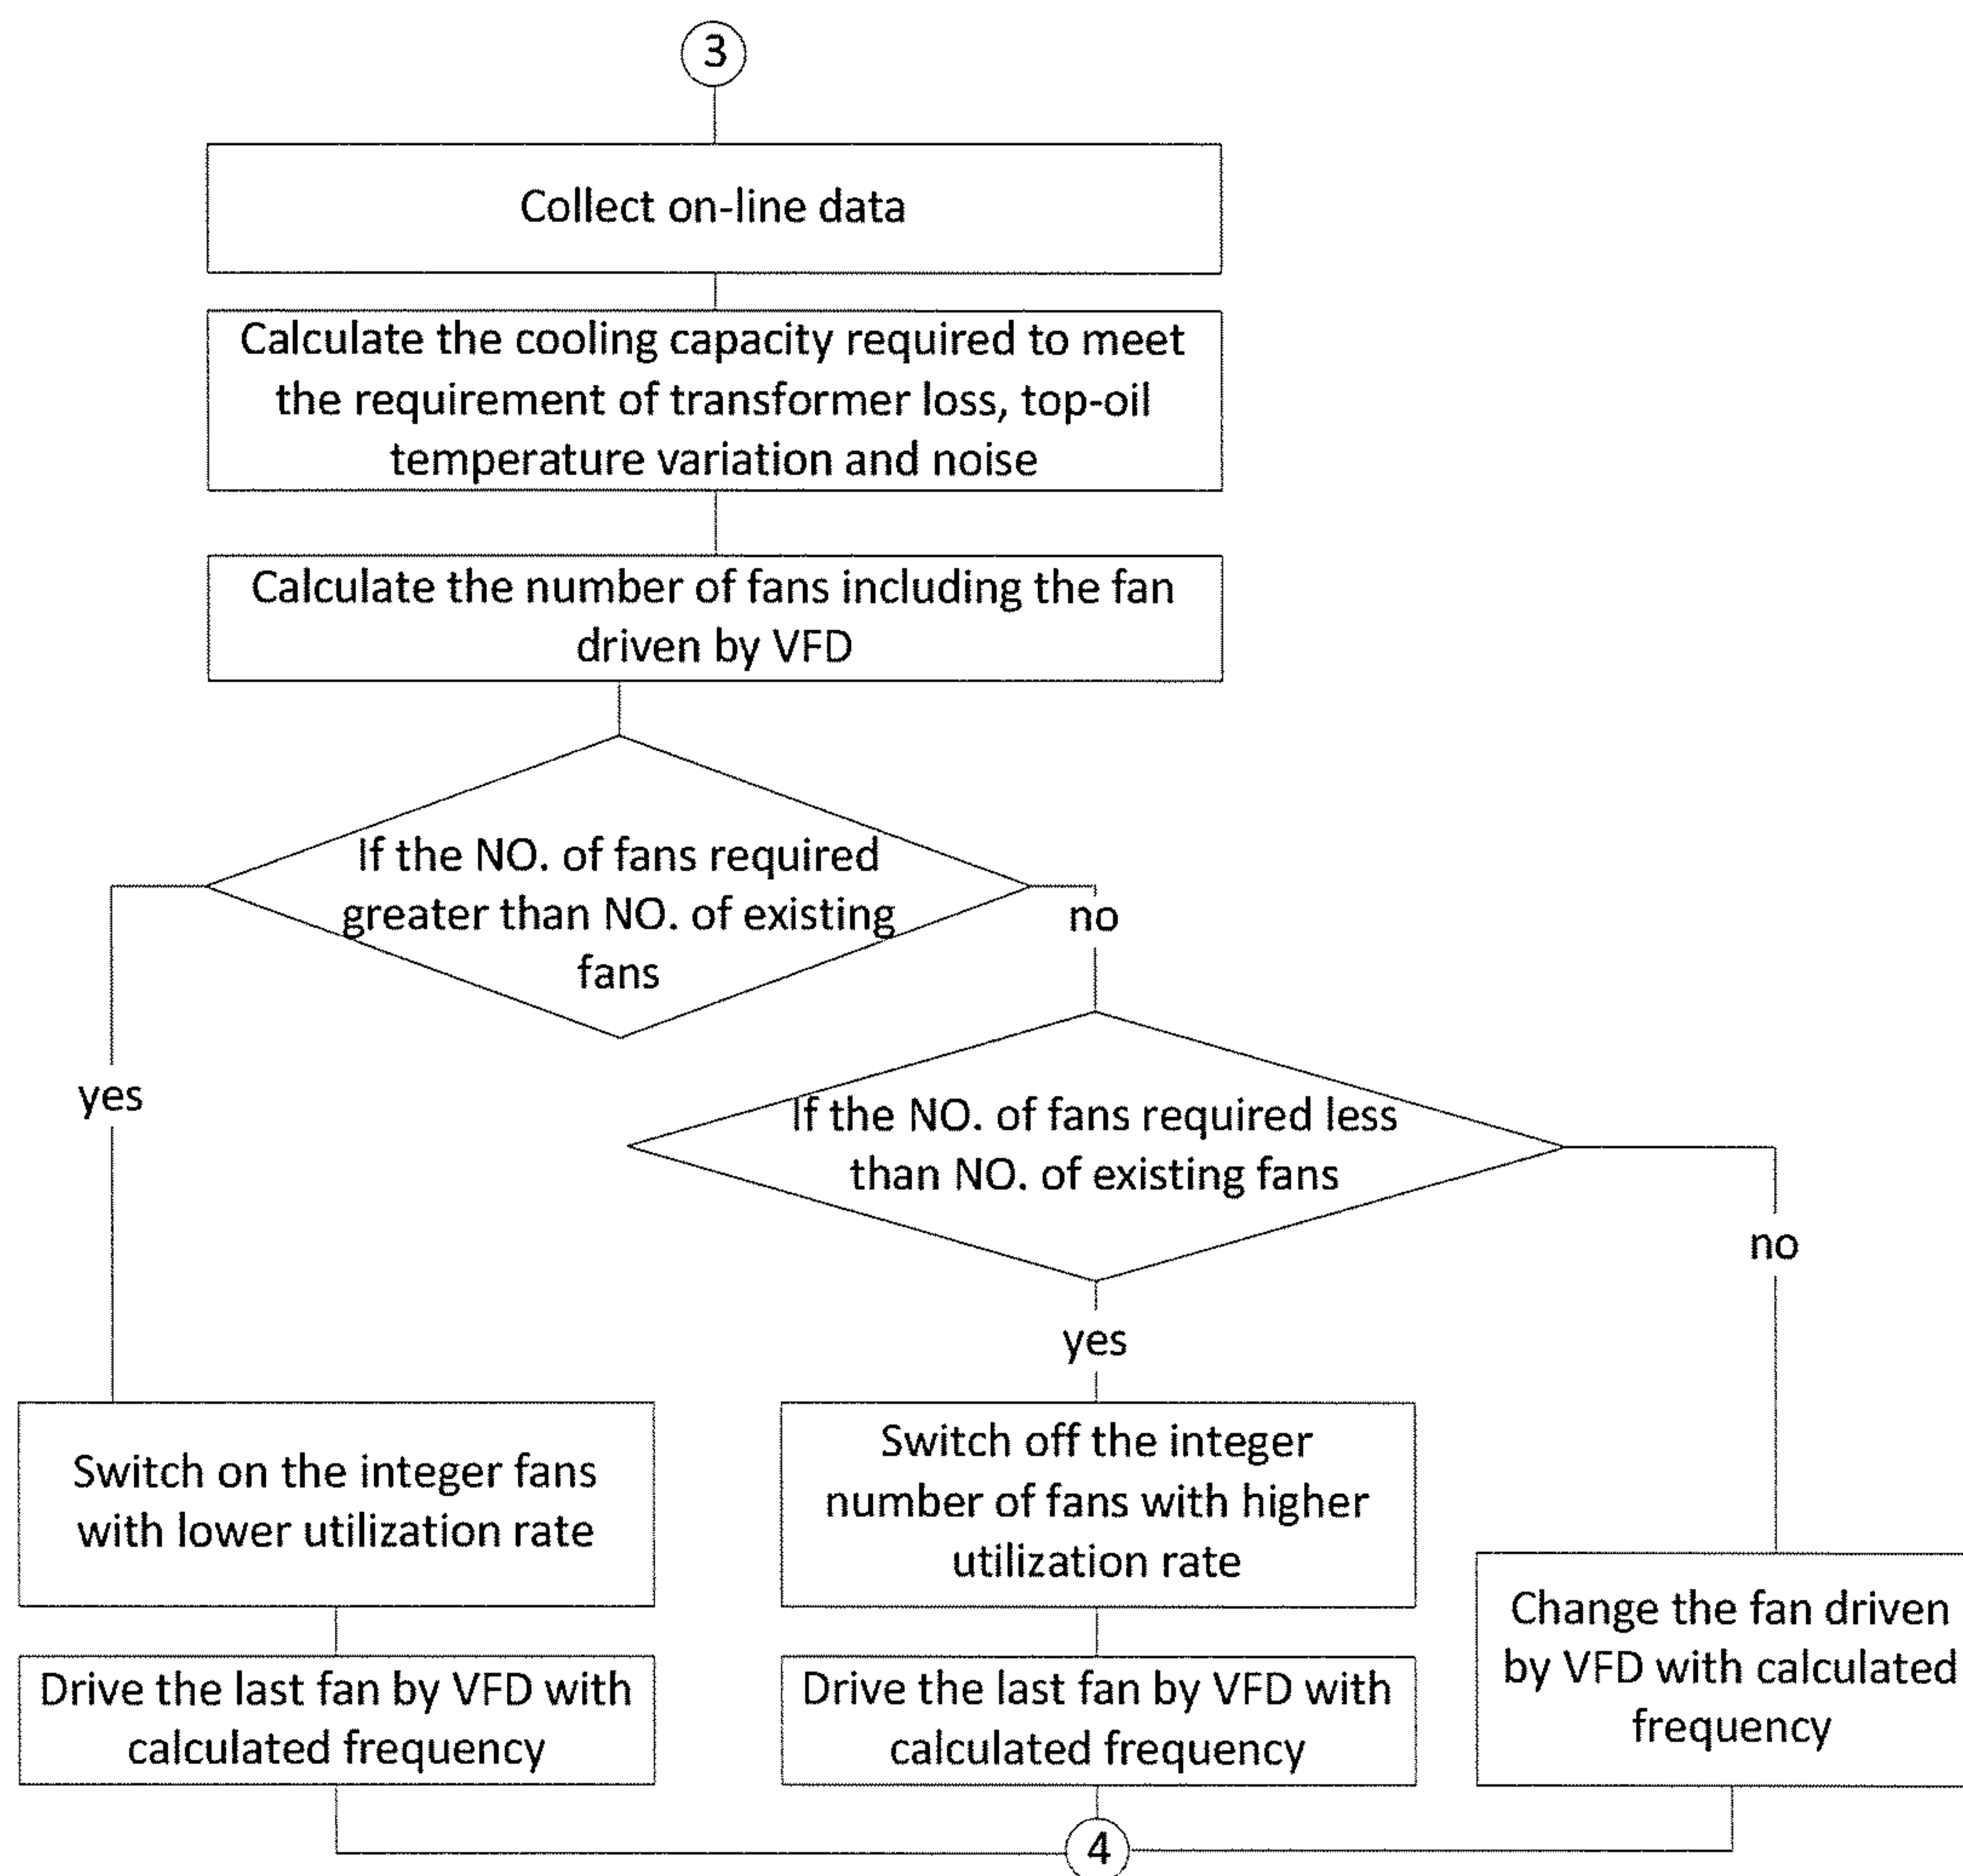 3
Collect on-line data
Calculate the cooling capacity required to meet
the requirement of transformer loss, top-oil
temperature variation and noise
Calculate the number of fans including the fan
driven by VFD
If the NO. of fans required
greater than NO. of existing
fans
no
yes
If the NO. of fans required less
than NO. of existing fans
no
yes
Switch on the integer fans
with lower utilization rate
Switch off the integer
number of fans with higher
utilization rate
Change the fan driven
by VFD with calculated
frequency
Drive the last fan by VFD with
calculated frequency
Drive the last fan by VFD with
calculated frequency
4